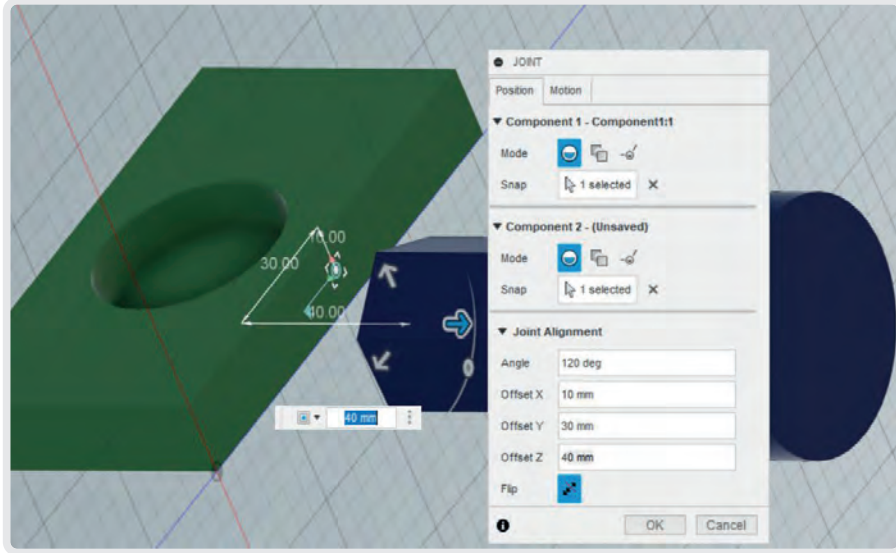 JOINT
Position Motion
Component 1 - Component1:1
Mode
Snap 1 selected
Component 2 - (Unsaved)
Mode
Snap 1 selected
Joint Alignment
Angle 120 deg
Offset X 10 mm
Offset Y 30 mm
Offset Z 40 mm
Flip
OK Cancel
10.00
30.00
40.00
0
40 mm